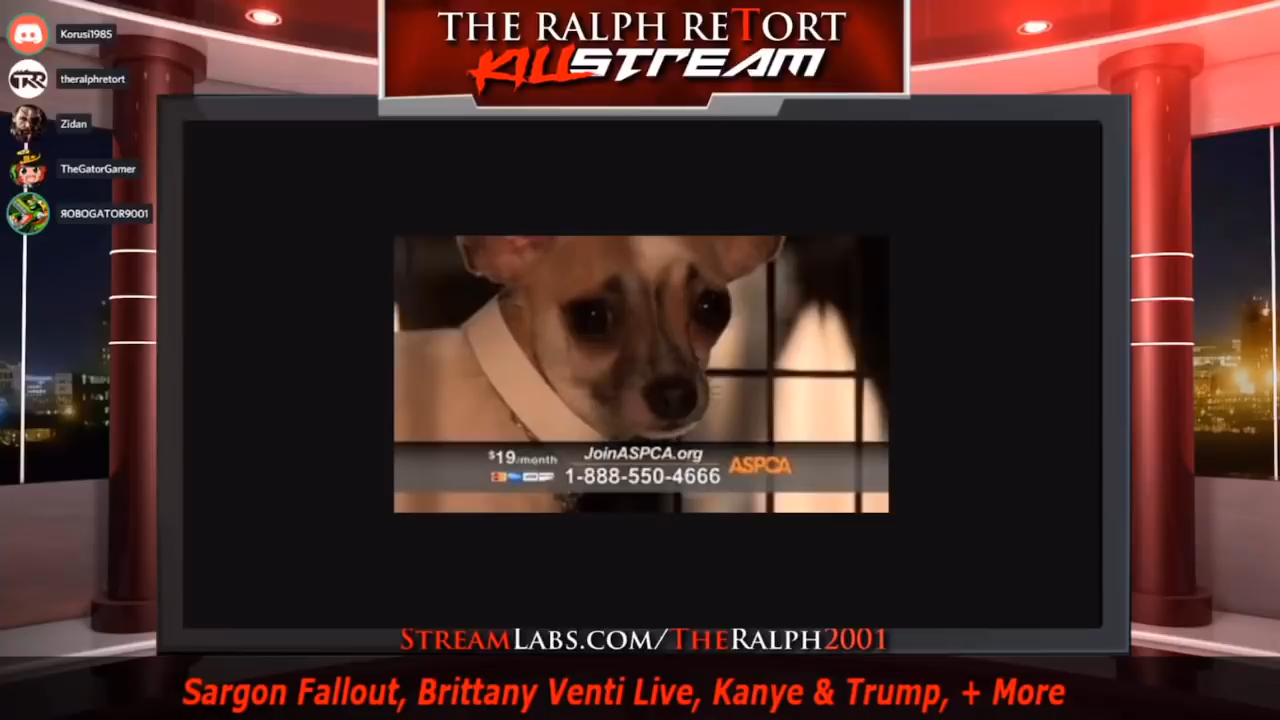 THE RALPH RETORT
KILLSTREAM
Korusi1985
TRR
theralphretort
Zidan
TheGatorGamer
ЯOBOGATOR9001
$19/month
JoinASPCA.org
1-888-550-4666
ASPCA
STREAMLABS.COM/THERALPH2001
Sargon Fallout, Brittany Venti Live, Kanye & Trump, + More